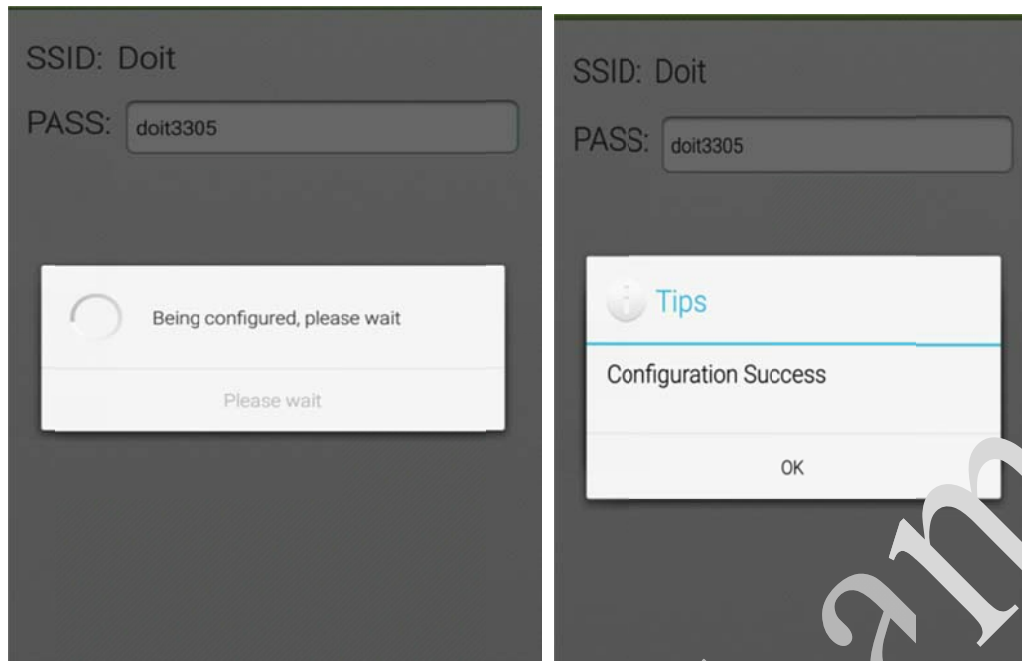 SSID: Doit
PASS: doit3305
Being configured, please wait
Please wait
SSID: Doit
PASS: doit3305
Tips
Configuration Success
OK